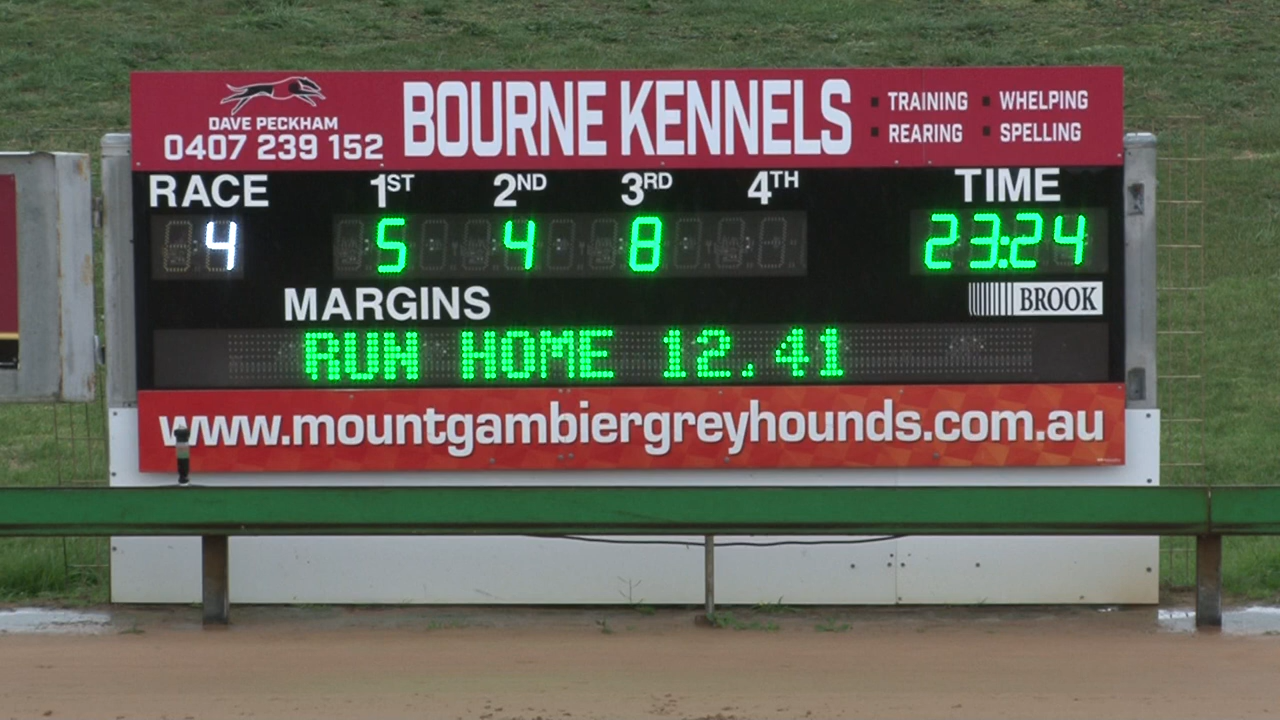 DAVE PECKHAM
0407 239 152
BOURNE KENNELS
TRAINING WHELPING
REARING SPELLING
RACE 1ST 2ND 3RD 4TH TIME
4 5 4 8 23:24
MARGINS
BROOK
RUN HOME 12.41
www.mountgambiergreyhounds.com.au